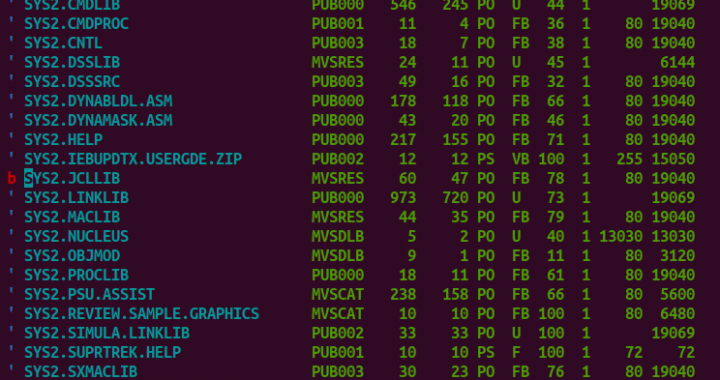 ' SYS2.CMDLIB PUB000 546 245 PO U 44 1 19069
' SYS2.CMDPROC PUB001 11 4 PO FB 36 1 80 19040
' SYS2.CNTL PUB003 18 7 PO FB 38 1 80 19040
' SYS2.DSSLIB MVSRES 24 11 PO U 45 1 6144
' SYS2.DSSSRC MVSRES 49 16 PO FB 32 1 80 19040
' SYS2.DYNABLDL.ASM PUB000 178 118 PO FB 66 1 80 19040
' SYS2.DYNAMASK.ASM PUB000 43 20 PO FB 46 1 80 19040
' SYS2.HELP PUB000 217 155 PO FB 71 1 80 19040
' SYS2.IEBUPDTX.USERGDE.ZIP PUB002 12 12 PS VB 100 1 255 15050
b SYS2.JCLLIB MVSRES 60 47 PO FB 78 1 80 19040
' SYS2.LINKLIB PUB000 973 720 PO U 73 1 19069
' SYS2.MACLIB MVSRES 44 35 PO FB 79 1 80 19040
' SYS2.NUCLEUS MVSDLB 5 2 PO U 40 1 13030 13030
' SYS2.OBJMOD MVSDLB 9 1 PO FB 11 1 80 3120
' SYS2.PROCLIB PUB000 18 11 PO FB 61 1 80 19040
' SYS2.PSU.ASSIST MVSCAT 238 158 PO FB 66 1 80 5600
' SYS2.REVIEW.SAMPLE.GRAPHICS MVSCAT 10 10 PO FB 100 1 80 6480
' SYS2.SIMULA.LINKLIB PUB002 33 33 PO U 100 1 19069
' SYS2.SUPRTREK.HELP PUB001 10 10 PS F 100 1 72 72
' SYS2.SXMACLIB PUB003 30 23 PO FB 76 1 80 19040